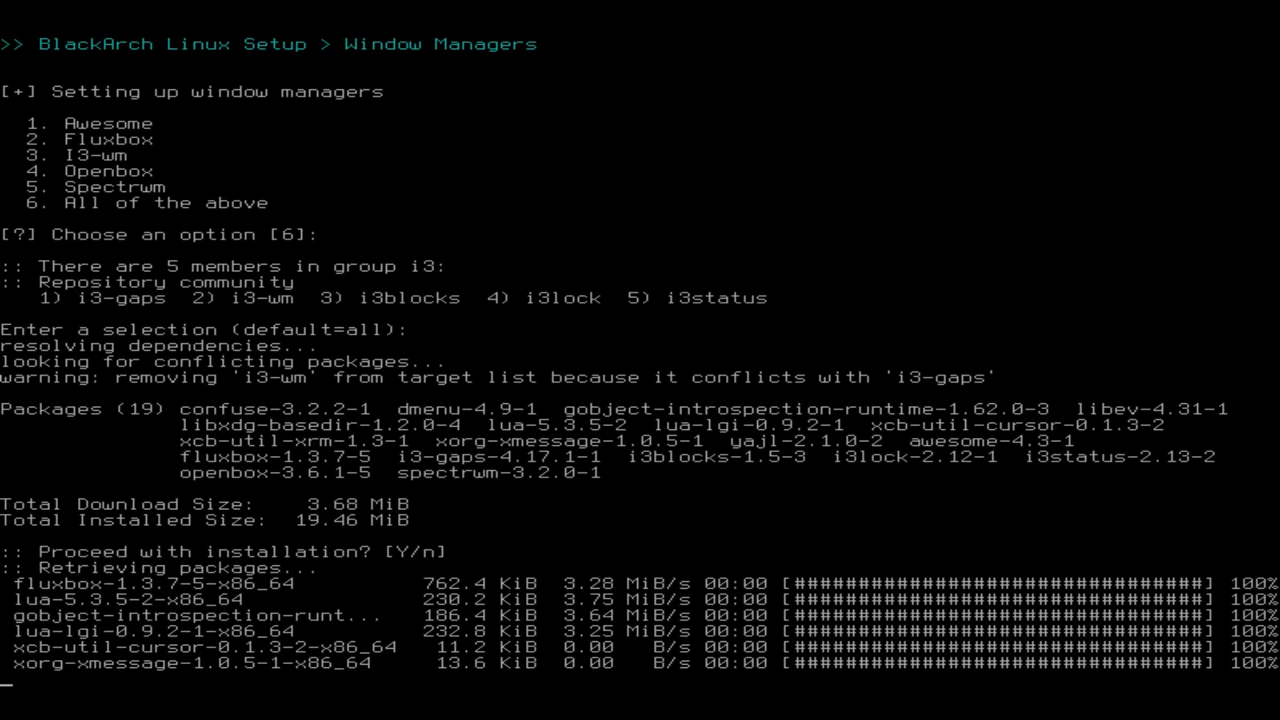 >> BlackArch Linux Setup > Window Managers
[+] Setting up window managers
1. Awesome
2. Fluxbox
3. I3-wm
4. Openbox
5. Spectrwm
6. All of the above
[?] Choose an option [6]:
:: There are 5 members in group i3:
:: Repository community
1) i3-gaps 2) i3-wm 3) i3blocks 4) i3lock 5) i3status
Enter a selection (default=all):
resolving dependencies...
looking for conflicting packages...
warning: removing 'i3-wm' from target list because it conflicts with 'i3-gaps'
Packages (19) confuse-3.2.2-1 dmenu-4.9-1 gobject-introspection-runtime-1.62.0-3 libev-4.31-1
libxdg-basedir-1.2.0-4 lua-5.3.5-2 lua-lgi-0.9.2-1 xcb-util-cursor-0.1.3-2
xcb-util-xrm-1.3-1 xorg-xmessage-1.0.5-1 yajl-2.1.0-2 awesome-4.3-1
fluxbox-1.3.7-5 i3-gaps-4.17.1-1 i3blocks-1.5-3 i3lock-2.12-1 i3status-2.13-2
openbox-3.6.1-5 spectrwm-3.2.0-1
Total Download Size: 3.68 MiB
Total Installed Size: 19.46 MiB
:: Proceed with installation? [Y/n]
:: Retrieving packages...
fluxbox-1.3.7-5-x86_64 762.4 KiB 3.28 MiB/s 00:00 [#######################################] 100%
lua-5.3.5-2-x86_64 230.2 KiB 3.75 MiB/s 00:00 [################################] 100%
gobject-introspection-runt... 186.4 KiB 3.64 MiB/s 00:00 [################################] 100%
lua-lgi-0.9.2-1-x86_64 232.8 KiB 3.25 MiB/s 00:00 [################################] 100%
xcb-util-cursor-0.1.3-2-x86_64 11.2 KiB 0.00 B/s 00:00 [################################] 100%
xorg-xmessage-1.0.5-1-x86_64 13.6 KiB 0.00 B/s 00:00 [################################] 100%